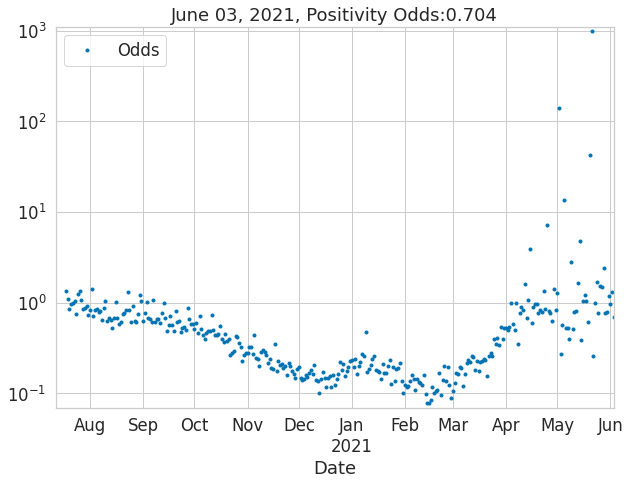 June 03, 2021, Positivity Odds:0.704
Odds
10³
10²
10¹
10⁰
10⁻¹
Aug Sep Oct Nov Dec Jan Feb Mar Apr May Jun
2021
Date